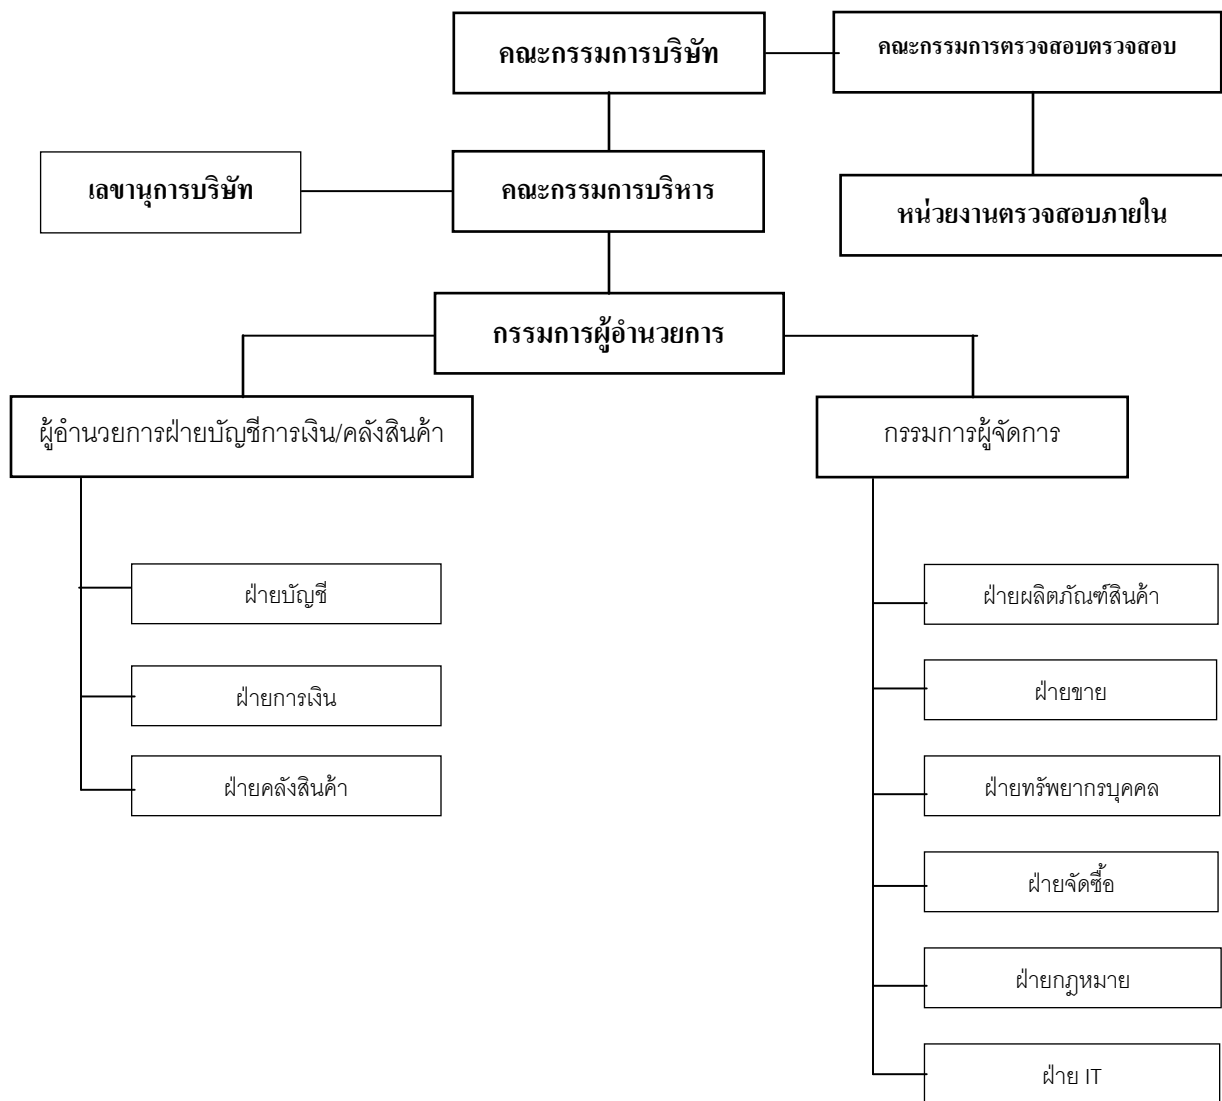 คณะกรรมการบริษัท
คณะกรรมการตรวจสอบตรวจสอบ
เลขานุการบริษัท
คณะกรรมการบริหาร
หน่วยงานตรวจสอบภายใน
กรรมการผู้อำนวยการ
ผู้อำนวยการฝ่ายบัญชีการเงิน/คลังสินค้า
กรรมการผู้จัดการ
ฝ่ายบัญชี
ฝ่ายการเงิน
ฝ่ายคลังสินค้า
ฝ่ายผลิตภัณฑ์สินค้า
ฝ่ายขาย
ฝ่ายทรัพยากรบุคคล
ฝ่ายจัดซื้อ
ฝ่ายกฎหมาย
ฝ่าย IT